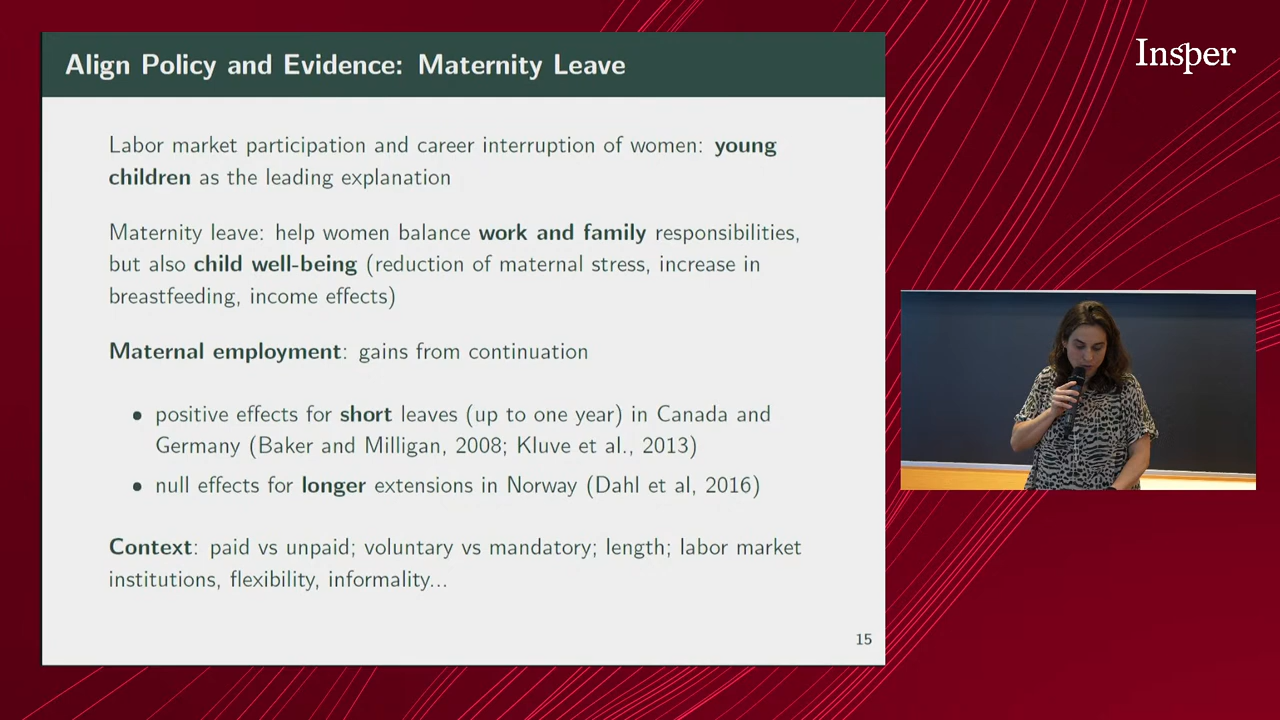 Align Policy and Evidence: Maternity Leave
Insper
Labor market participation and career interruption of women: young
children as the leading explanation
Maternity leave: help women balance work and family responsibilities,
but also child well-being (reduction of maternal stress, increase in
breastfeeding, income effects)
Maternal employment: gains from continuation
• positive effects for short leaves (up to one year) in Canada and
Germany (Baker and Milligan, 2008; Kluve et al., 2013)
• null effects for longer extensions in Norway (Dahl et al, 2016)
Context: paid vs unpaid; voluntary vs mandatory; length; labor market
institutions, flexibility, informality...
15